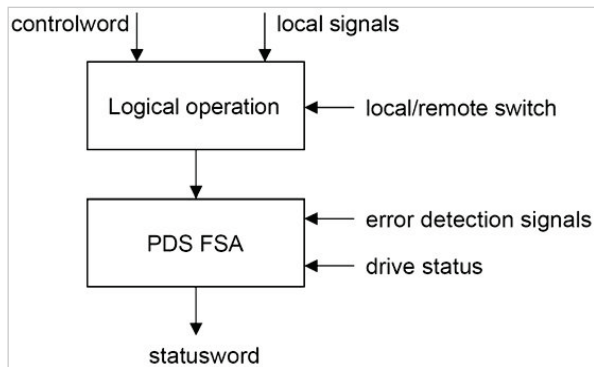 controlword
local signals
Logical operation
local/remote switch
PDS FSA
error detection signals
drive status
statusword